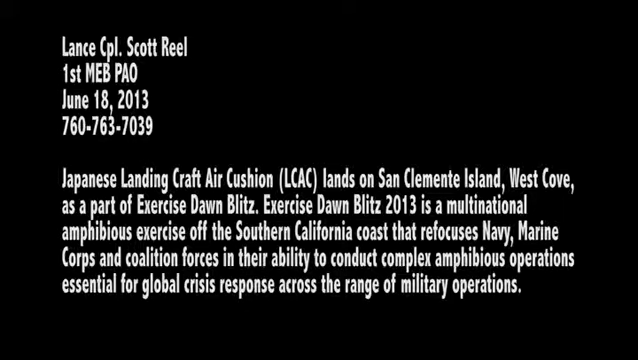 Lance Cpl. Scott Reel
1st MEB PAO
June 18, 2013
760-763-7039
Japanese Landing Craft Air Cushion (LCAC) lands on San Clemente Island, West Cove,
as a part of Exercise Dawn Blitz. Exercise Dawn Blitz 2013 is a multinational
amphibious exercise off the Southern California coast that refocuses Navy, Marine
Corps and coalition forces in their ability to conduct complex amphibious operations
essential for global crisis response across the range of military operations.